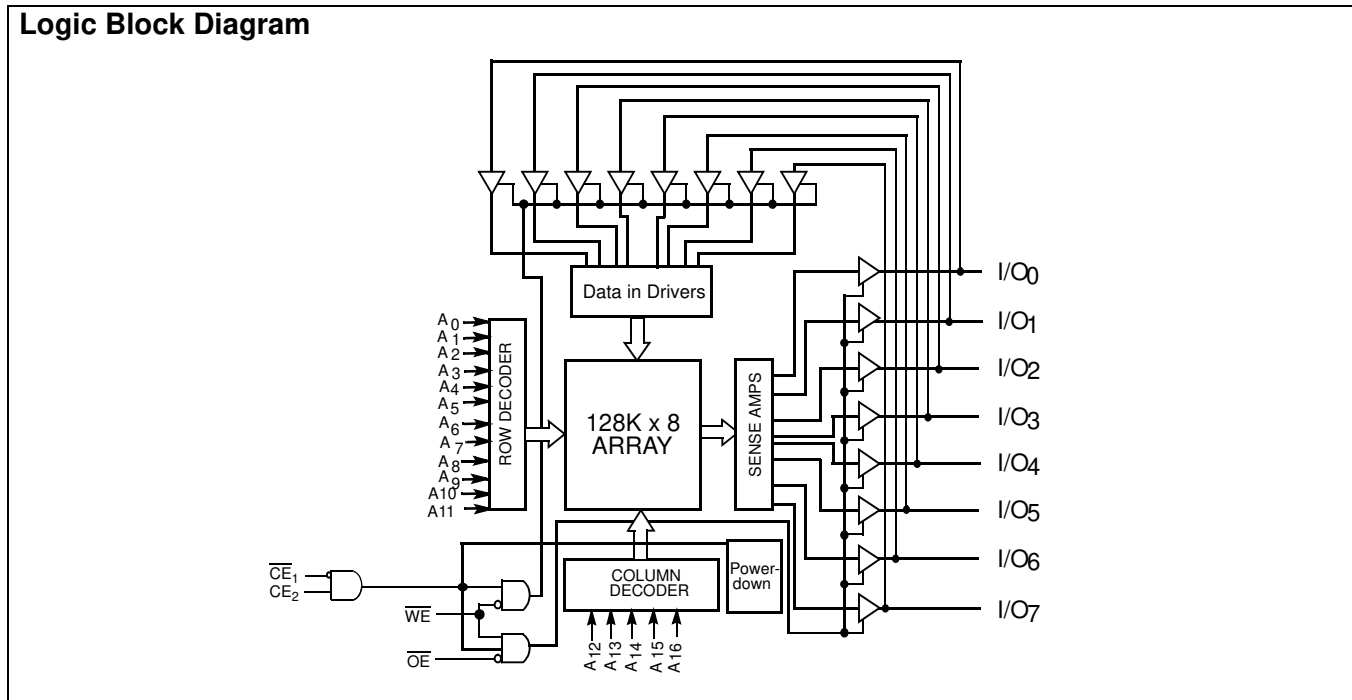 Logic Block Diagram
Data in Drivers
I/O0
I/O1
I/O2
I/O3
I/O4
I/O5
I/O6
I/O7
A0
A1
A2
A3
A4
A5
A6
A7
A8
A9
A10
A11
ROW DECODER
128K x 8
ARRAY
SENSE AMPS
COLUMN
DECODER
Power-
down
CE1
CE2
WE
OE
A12
A13
A14
A15
A16